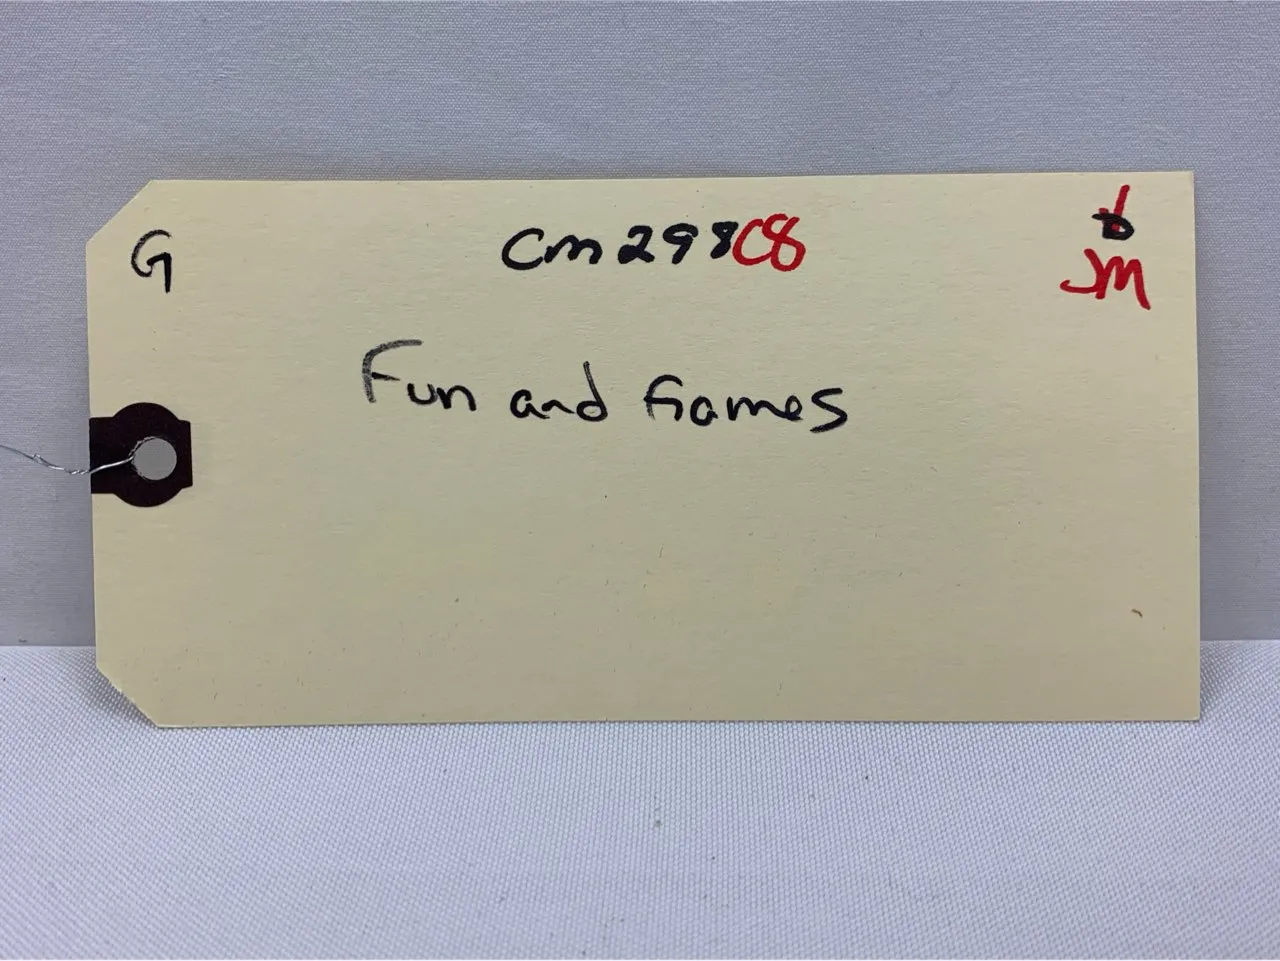 G
Cm298C8
JM
Fun and Games